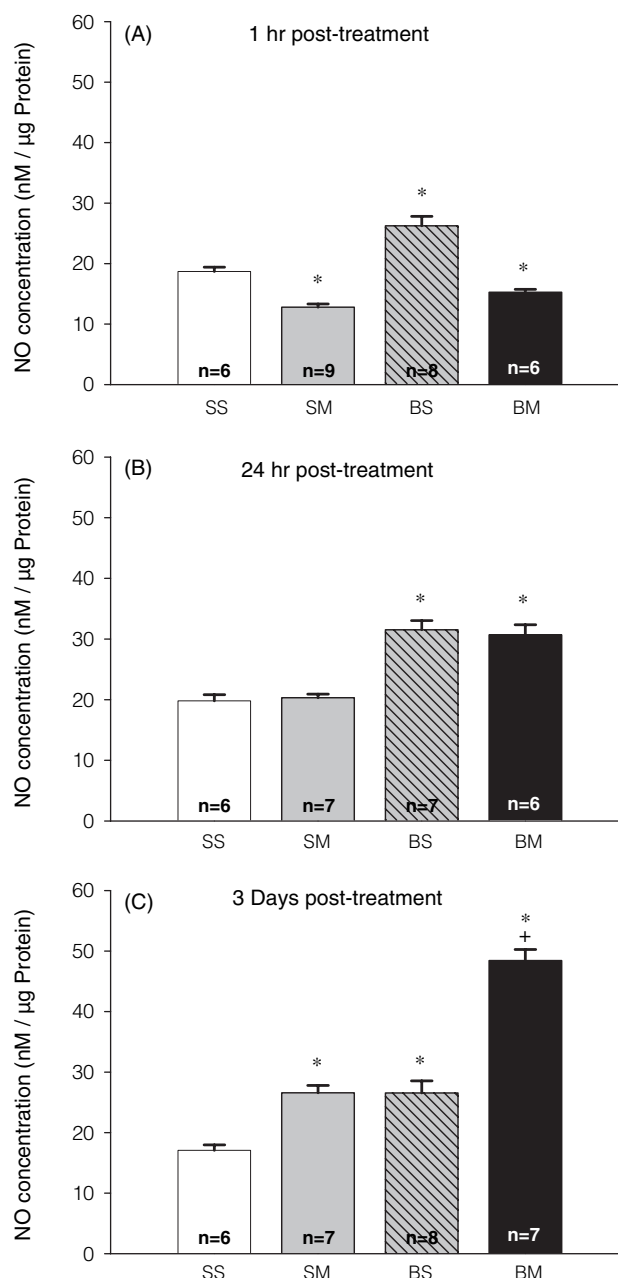 (A) 1 hr post-treatment
NO concentration (nM / µg Protein)
60
50
40
30
20
10
0
*
*
*
n=6 n=9 n=8 n=6
SS SM BS BM
(B) 24 hr post-treatment
NO concentration (nM / µg Protein)
60
50
40
30
20
10
0
* *
n=6 n=7 n=7 n=6
SS SM BS BM
(C) 3 Days post-treatment
NO concentration (nM / µg Protein)
60
50
40
30
20
10
0
*
+
* *
n=6 n=7 n=8 n=7
SS SM BS BM